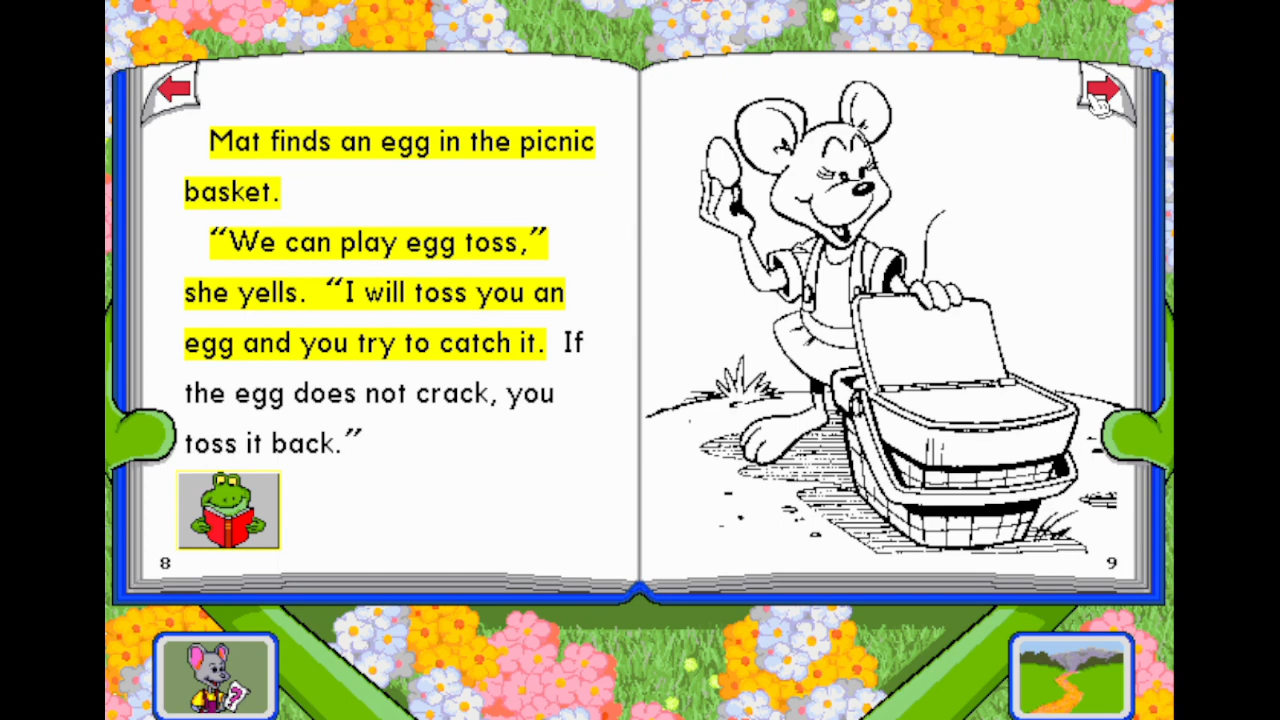 Mat finds an egg in the picnic
basket.
“We can play egg toss,”
she yells. “I will toss you an
egg and you try to catch it. If
the egg does not crack, you
toss it back.”
8
9
?